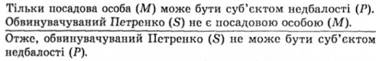 Тільки посадова особа (M) може бути суб'єктом недбалості (P).
Обвинувачуваний Петренко (S) не є посадовою особою (M).
Отже, обвинувачуваний Петренко (S) не може бути суб'єктом
недбалості (P).